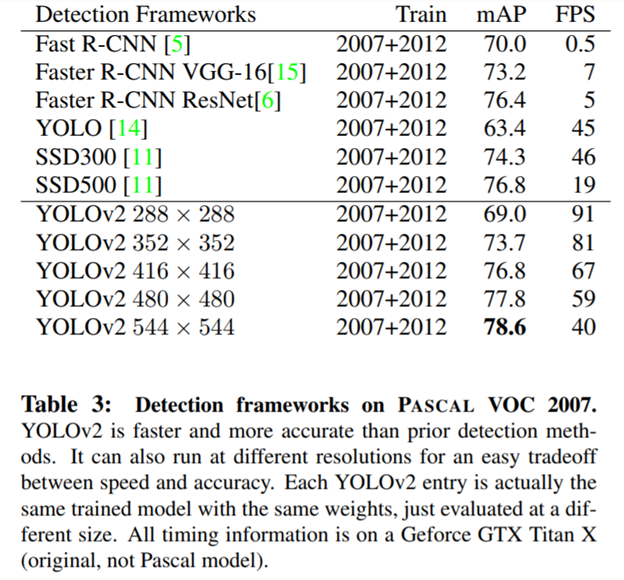 Detection Frameworks Train mAP FPS
Fast R-CNN [5] 2007+2012 70.0 0.5
Faster R-CNN VGG-16[15] 2007+2012 73.2 7
Faster R-CNN ResNet[6] 2007+2012 76.4 5
YOLO [14] 2007+2012 63.4 45
SSD300 [11] 2007+2012 74.3 46
SSD500 [11] 2007+2012 76.8 19
YOLOv2 288 × 288 2007+2012 69.0 91
YOLOv2 352 × 352 2007+2012 73.7 81
YOLOv2 416 × 416 2007+2012 76.8 67
YOLOv2 480 × 480 2007+2012 77.8 59
YOLOv2 544 × 544 2007+2012 78.6 40
Table 3: Detection frameworks on PASCAL VOC 2007.
YOLOv2 is faster and more accurate than prior detection meth-
ods. It can also run at different resolutions for an easy tradeoff
between speed and accuracy. Each YOLOv2 entry is actually the
same trained model with the same weights, just evaluated at a dif-
ferent size. All timing information is on a Geforce GTX Titan X
(original, not Pascal model).